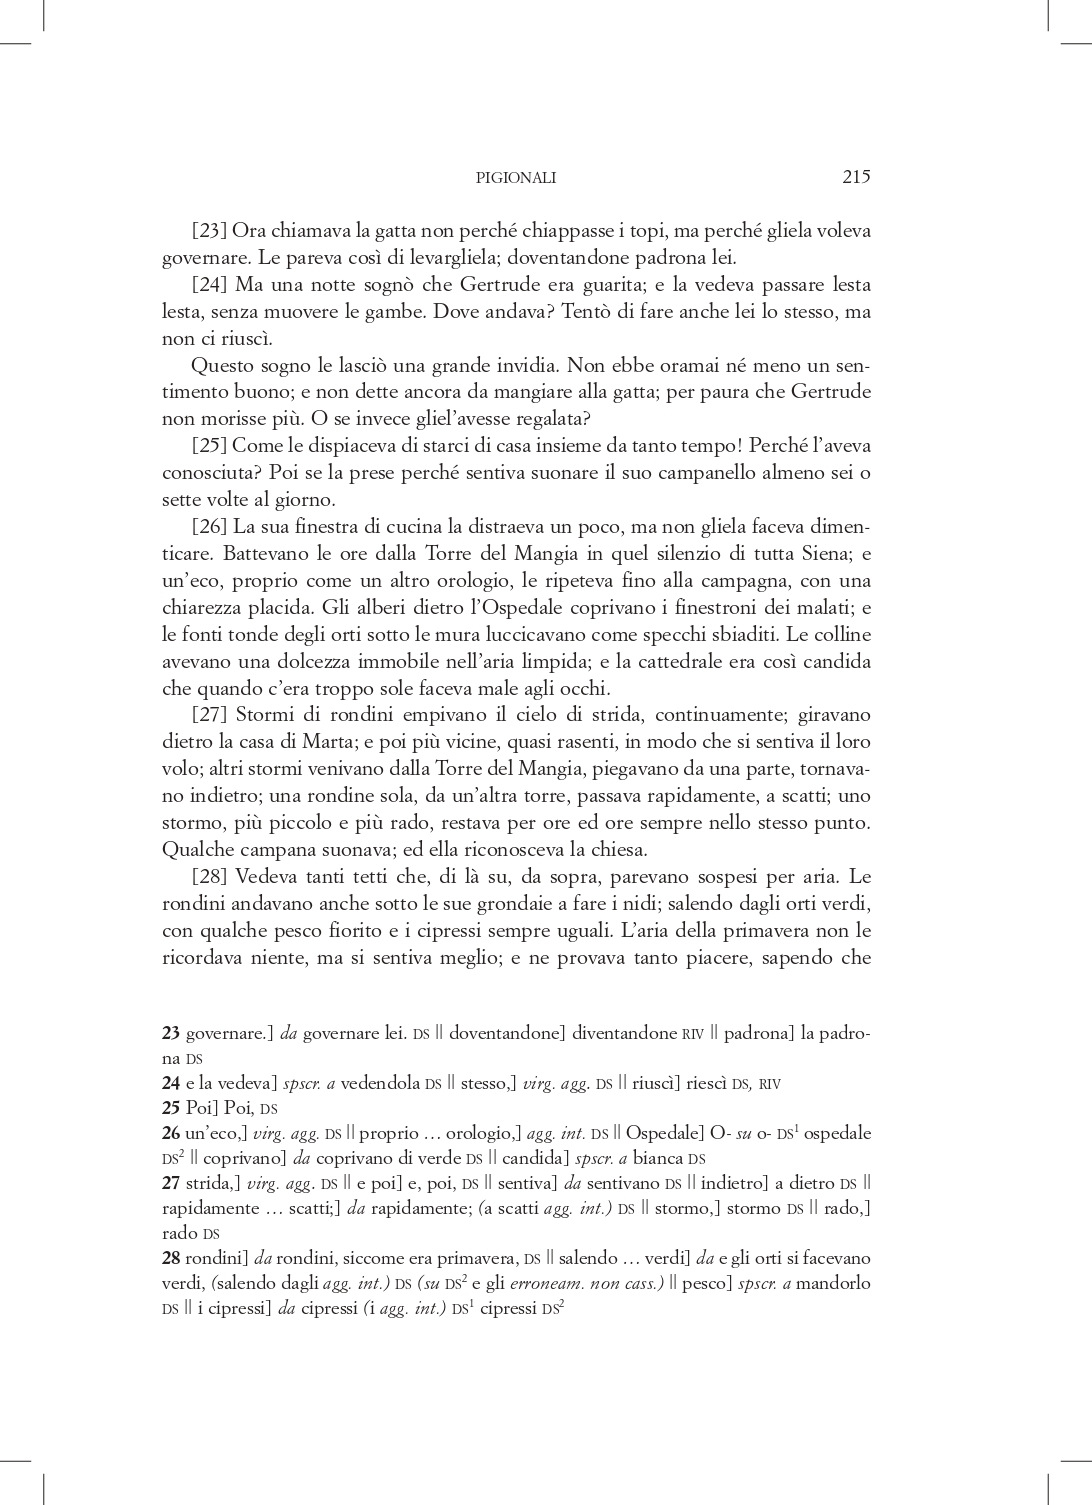 PIGIONALI 215
[23] Ora chiamava la gatta non perché chiappasse i topi, ma perché gliela voleva
governare. Le pareva così di levargliela; doventandone padrona lei.
[24] Ma una notte sognò che Gertrude era guarita; e la vedeva passare lesta
lesta, senza muovere le gambe. Dove andava? Tentò di fare anche lei lo stesso, ma
non ci riuscì.
Questo sogno le lasciò una grande invidia. Non ebbe oramai né meno un sen-
timento buono; e non dette ancora da mangiare alla gatta; per paura che Gertrude
non morisse più. O se invece gliel’avesse regalata?
[25] Come le dispiaceva di starci di casa insieme da tanto tempo! Perché l’aveva
conosciuta? Poi se la prese perché sentiva suonare il suo campanello almeno sei o
sette volte al giorno.
[26] La sua finestra di cucina la distraeva un poco, ma non gliela faceva dimen-
ticare. Battevano le ore dalla Torre del Mangia in quel silenzio di tutta Siena; e
un’eco, proprio come un altro orologio, le ripeteva fino alla campagna, con una
chiarezza placida. Gli alberi dietro l’Ospedale coprivano i finestroni dei malati; e
le fonti tonde degli orti sotto le mura luccicavano come specchi sbiaditi. Le colline
avevano una dolcezza immobile nell’aria limpida; e la cattedrale era così candida
che quando c’era troppo sole faceva male agli occhi.
[27] Stormi di rondini empivano il cielo di strida, continuamente; giravano
dietro la casa di Marta; e poi più vicine, quasi rasenti, in modo che si sentiva il loro
volo; altri stormi venivano dalla Torre del Mangia, piegavano da una parte, tornava-
no indietro; una rondine sola, da un’altra torre, passava rapidamente, a scatti; uno
stormo, più piccolo e più rado, restava per ore ed ore sempre nello stesso punto.
Qualche campana suonava; ed ella riconosceva la chiesa.
[28] Vedeva tanti tetti che, di là su, da sopra, parevano sospesi per aria. Le
rondini andavano anche sotto le sue grondaie a fare i nidi; salendo dagli orti verdi,
con qualche pesco fiorito e i cipressi sempre uguali. L’aria della primavera non le
ricordava niente, ma si sentiva meglio; e ne provava tanto piacere, sapendo che
23 governare.] da governare lei. DS || doventandone] diventandone RIV || padrona] la padro-
na DS
24 e la vedeva] spscr. a vedendola DS || stesso,] virg. agg. DS || riuscì] riescì DS, RIV
25 Poi] Poi, DS
26 un’eco,] virg. agg. DS || proprio … orologio,] agg. int. DS || Ospedale] O- su o- DS¹ ospedale
DS² || coprivano] da coprivano di verde DS || candida] spscr. a bianca DS
27 strida,] virg. agg. DS || e poi] e, poi, DS || sentiva] da sentivano DS || indietro] a dietro DS ||
rapidamente … scatti;] da rapidamente; (a scatti agg. int.) DS || stormo,] stormo DS || rado,]
rado DS
28 rondini] da rondini, siccome era primavera, DS || salendo … verdi] da e gli orti si facevano
verdi, (salendo dagli agg. int.) DS (su DS² e gli erroneam. non cass.) || pesco] spscr. a mandorlo
DS || i cipressi] da cipressi (i agg. int.) DS¹ cipressi DS²